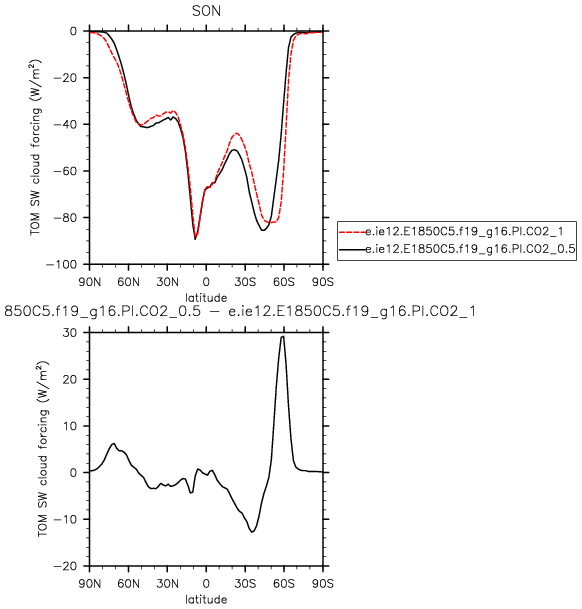 SON
TOM SW cloud forcing (W/m²)
0
−20
−40
−60
−80
−100
90N 60N 30N 0 30S 60S 90S
latitude
e.ie12.E1850C5.f19_g16.PI.CO2_1
e.ie12.E1850C5.f19_g16.PI.CO2_0.5
850C5.f19_g16.PI.CO2_0.5 − e.ie12.E1850C5.f19_g16.PI.CO2_1
TOM SW cloud forcing (W/m²)
30
20
10
0
−10
−20
90N 60N 30N 0 30S 60S 90S
latitude